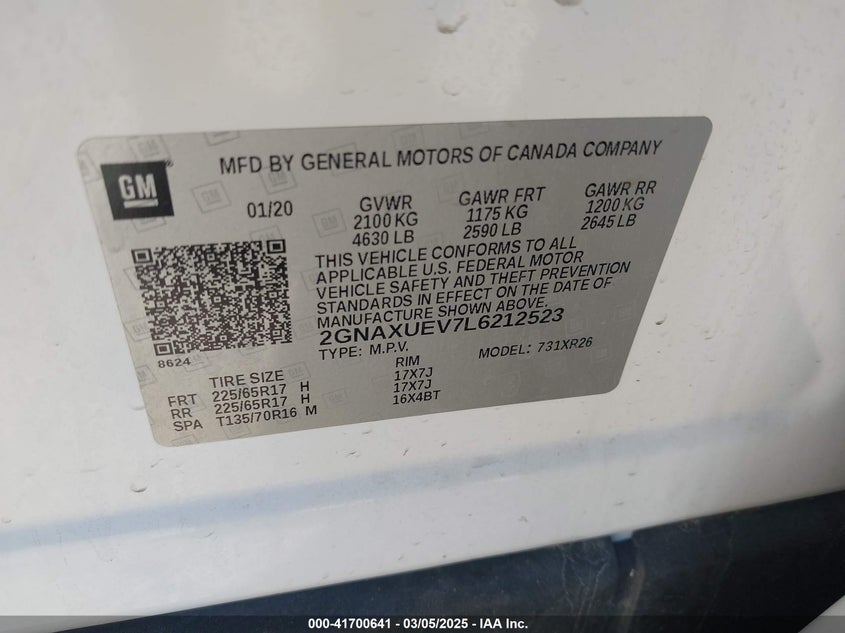 GM
MFD BY GENERAL MOTORS OF CANADA COMPANY
01/20
GVWR
2100 KG
4630 LB
GAWR FRT
1175 KG
2590 LB
GAWR RR
1200 KG
2645 LB
THIS VEHICLE CONFORMS TO ALL
APPLICABLE U.S. FEDERAL MOTOR
VEHICLE SAFETY AND THEFT PREVENTION
STANDARDS IN EFFECT ON THE DATE OF
MANUFACTURE SHOWN ABOVE.
2GNAXUEV7L6212523
TYPE: M.P.V. MODEL: 731XR26
8624
TIRE SIZE RIM
FRT 225/65R17 H 17X7J
RR 225/65R17 H 17X7J
SPA T135/70R16 M 16X4BT
000-41700641 - 03/05/2025 - IAA Inc.